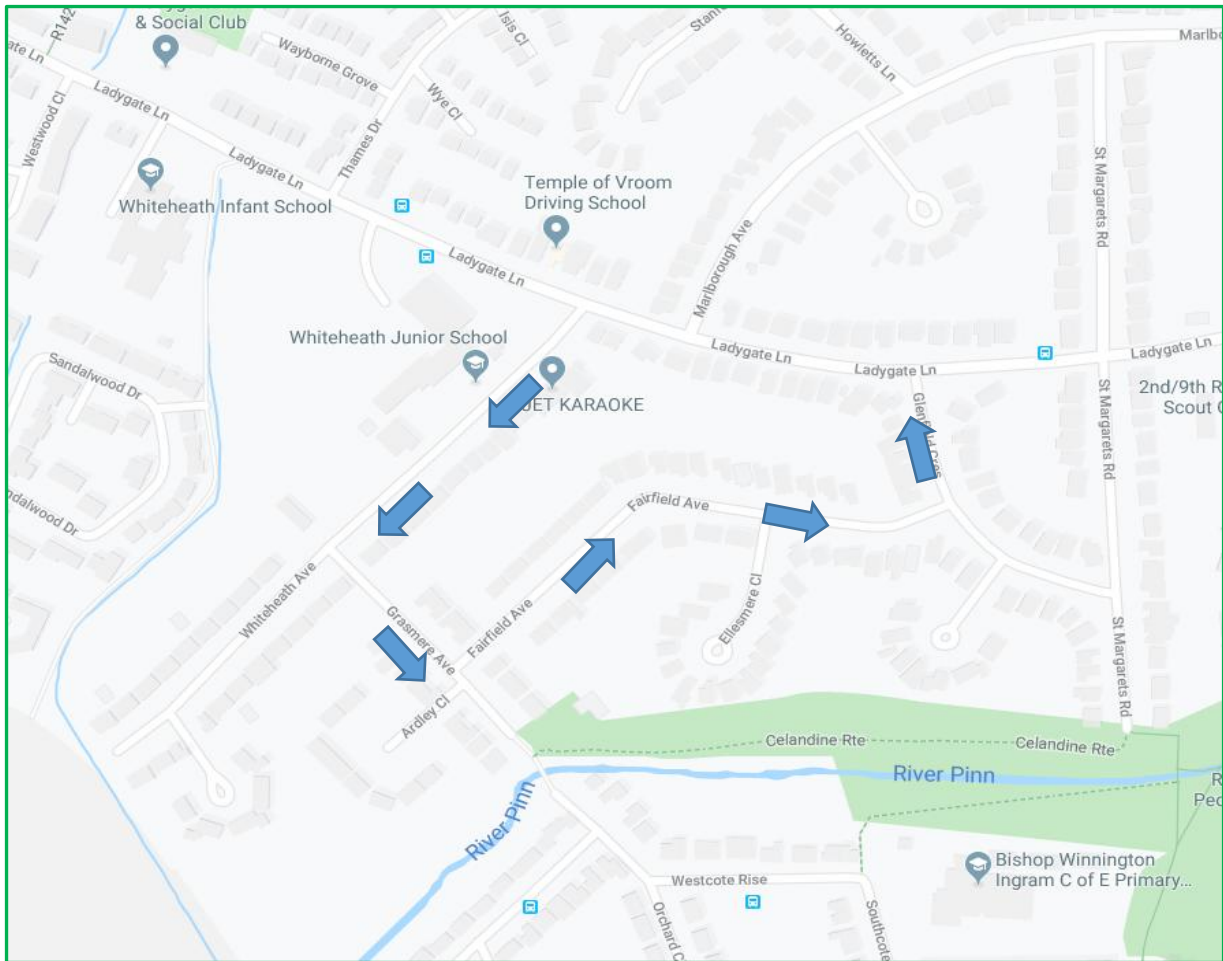 & Social Club
R142
Isis Cl
Howletts Ln
Wayborne Grove
Ladygate Ln
Wye Cl
Westwood Cl
Thames Dr
Ladygate Ln
Whiteheath Infant School
Temple of Vroom
Driving School
St Margarets Rd
Marlborough Ave
Ladygate Ln
Whiteheath Junior School
Ladygate Ln
Ladygate Ln
Ladygate Ln
Sandalwood Dr
JET KARAOKE
Glenfield Cres
St Margarets Rd
2nd/9th R
Scout
Fairfield Ave
Whiteheath Ave
Grasmere Ave
Fairfield Ave
Ellesmere Cl
St Margarets Rd
Ardley Cl
Celandine Rte
Celandine Rte
River Pinn
River Pinn
Bishop Winnington
Ingram C of E Primary...
Westcote Rise
Orchard C
Southcote